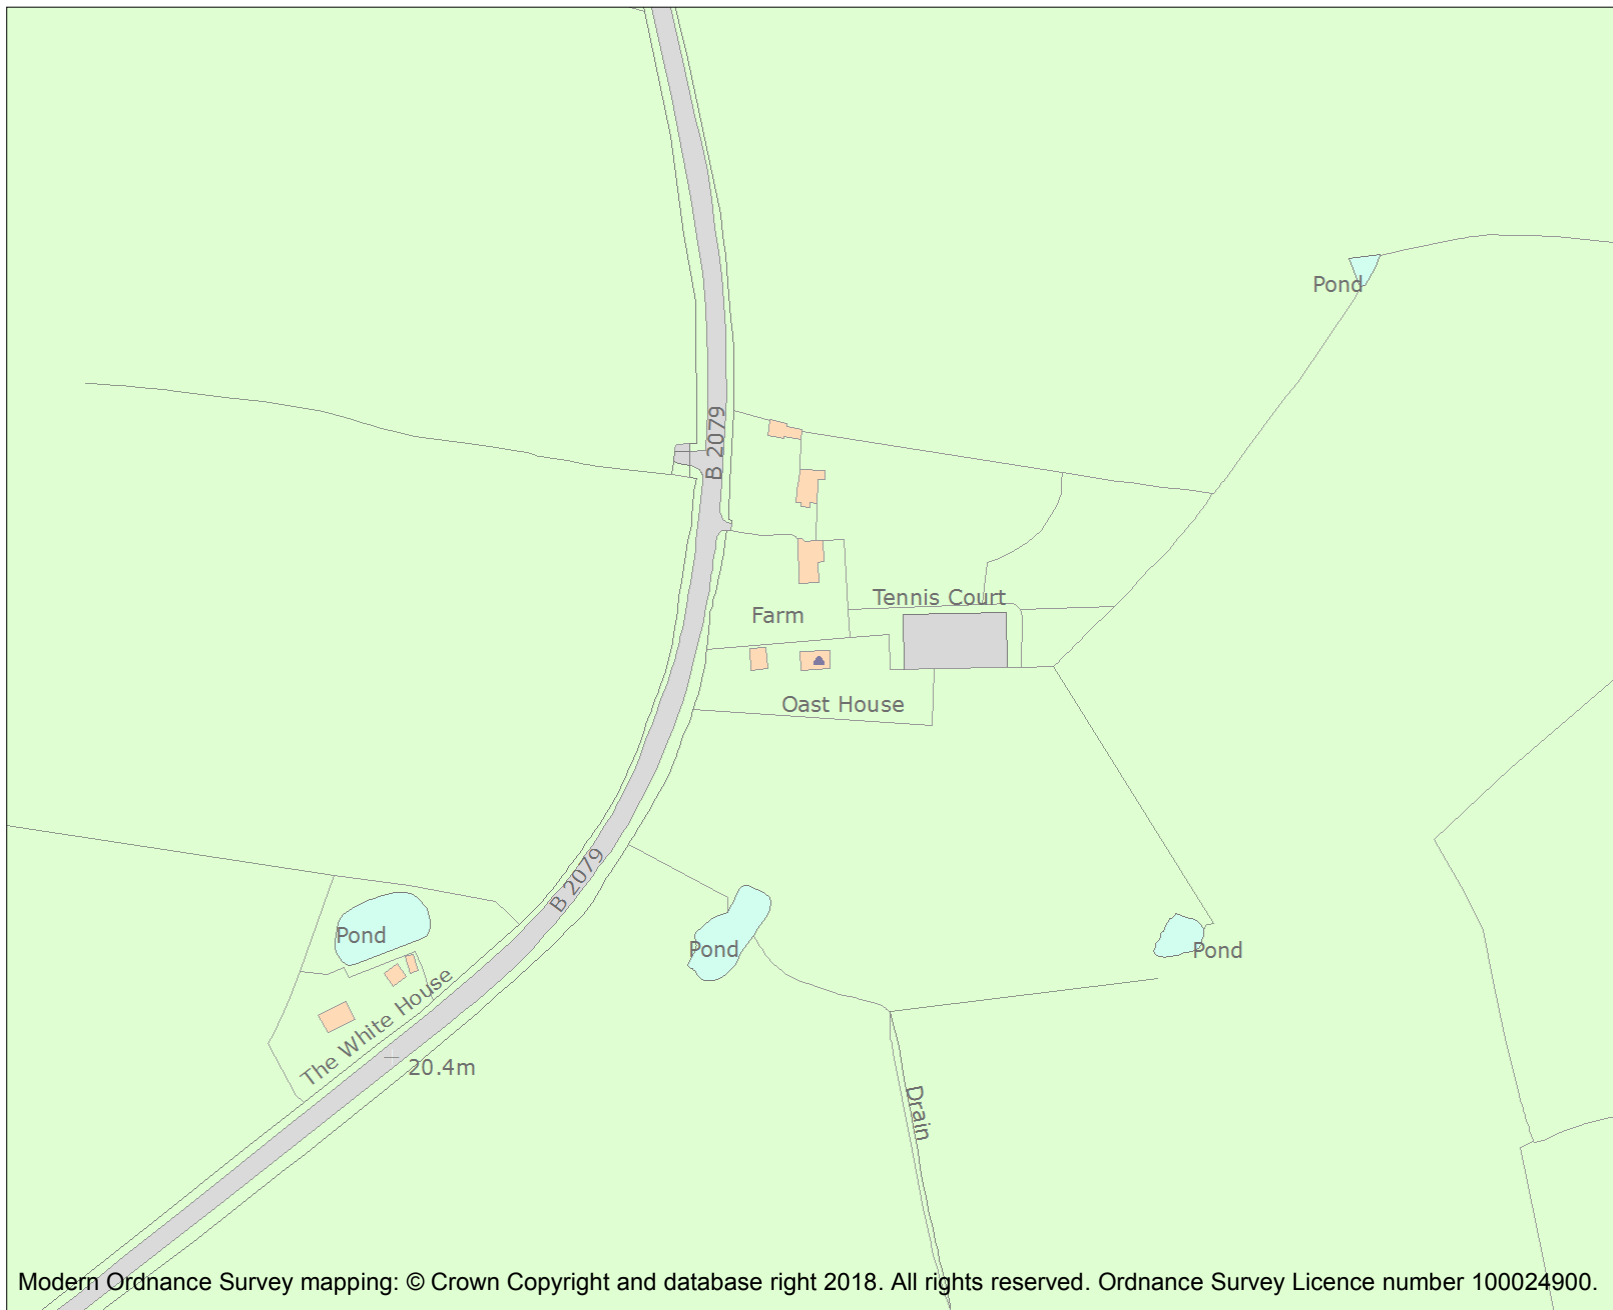 Pond
B 2079
Tennis Court
Farm
Oast House
B 2079
Pond
Pond
Pond
The White House
20.4m
Drain
Modern Ordnance Survey mapping: © Crown Copyright and database right 2018. All rights reserved. Ordnance Survey Licence number 100024900.